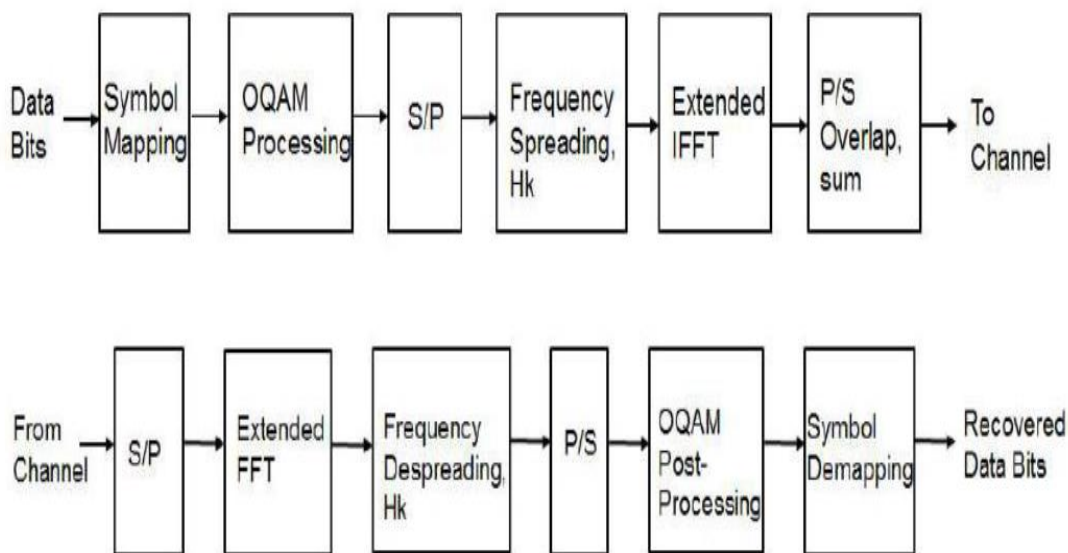 Data
Bits
Symbol
Mapping
OQAM
Processing
S/P
Frequency
Spreading,
Hk
Extended
IFFT
P/S
Overlap,
sum
To
Channel
From
Channel
S/P
Extended
FFT
Frequency
Despreading,
Hk
P/S
OQAM
Post-
Processing
Symbol
Demapping
Recovered
Data Bits